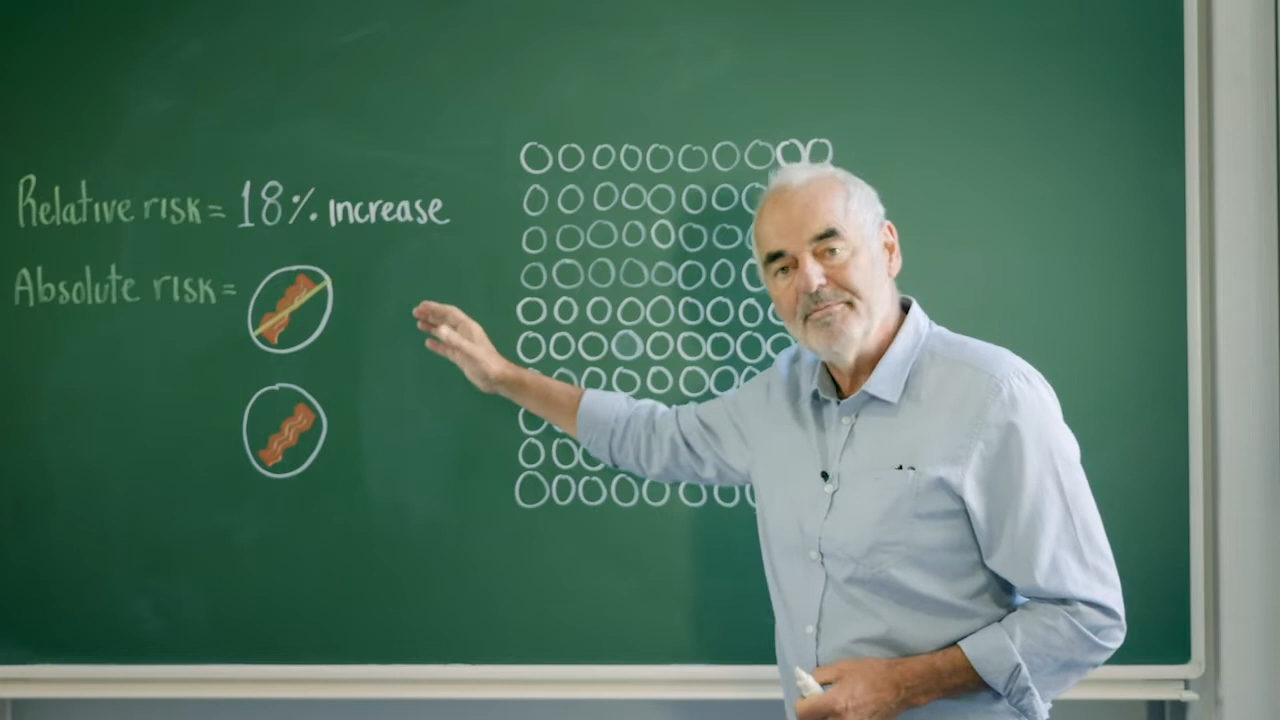 Relative risk = 18% increase
Absolute risk =